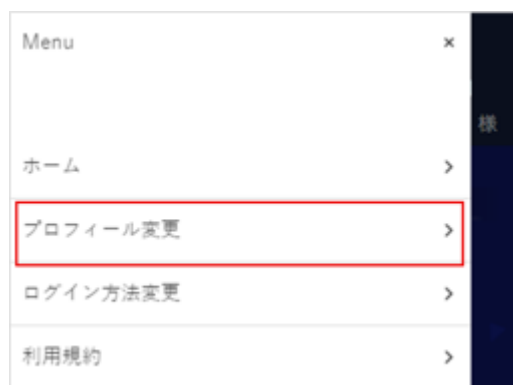 Menu ×
様
ホーム >
プロフィール変更 >
ログイン方法変更 >
利用規約 >